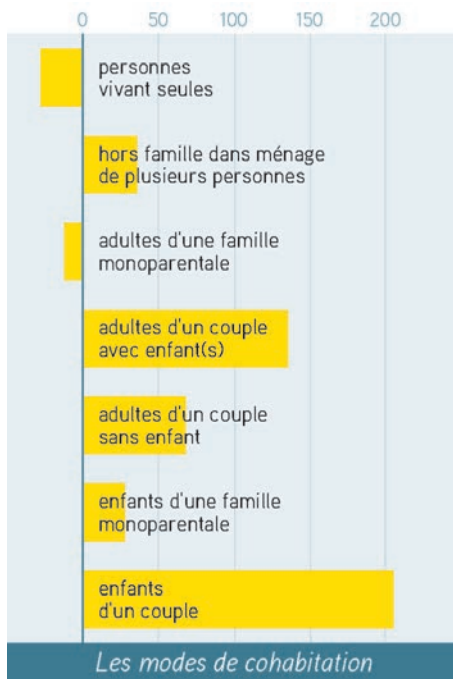 0 50 100 150 200
personnes
vivant seules
hors famille dans ménage
de plusieurs personnes
adultes d'une famille
monoparentale
adultes d'un couple
avec enfant(s)
adultes d'un couple
sans enfant
enfants d'une famille
monoparentale
enfants
d'un couple
Les modes de cohabitation